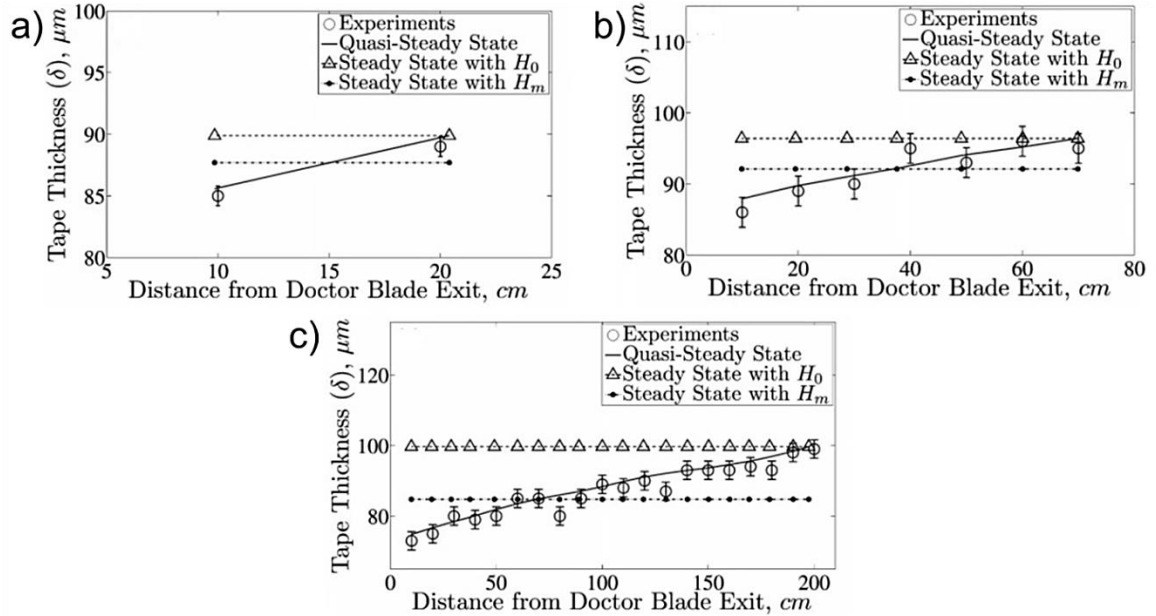 a)
100
95
90
85
80
Tape Thickness (δ), μm
Experiments
Quasi-Steady State
Steady State with H₀
Steady State with Hₘ
5
10
15
20
25
Distance from Doctor Blade Exit, cm
b)
110
100
90
80
Tape Thickness (δ), μm
Experiments
Quasi-Steady State
Steady State with H₀
Steady State with Hₘ
0
20
40
60
80
Distance from Doctor Blade Exit, cm
c)
120
100
80
Tape Thickness (δ), μm
Experiments
Quasi-Steady State
Steady State with H₀
Steady State with Hₘ
0
50
100
150
200
Distance from Doctor Blade Exit, cm